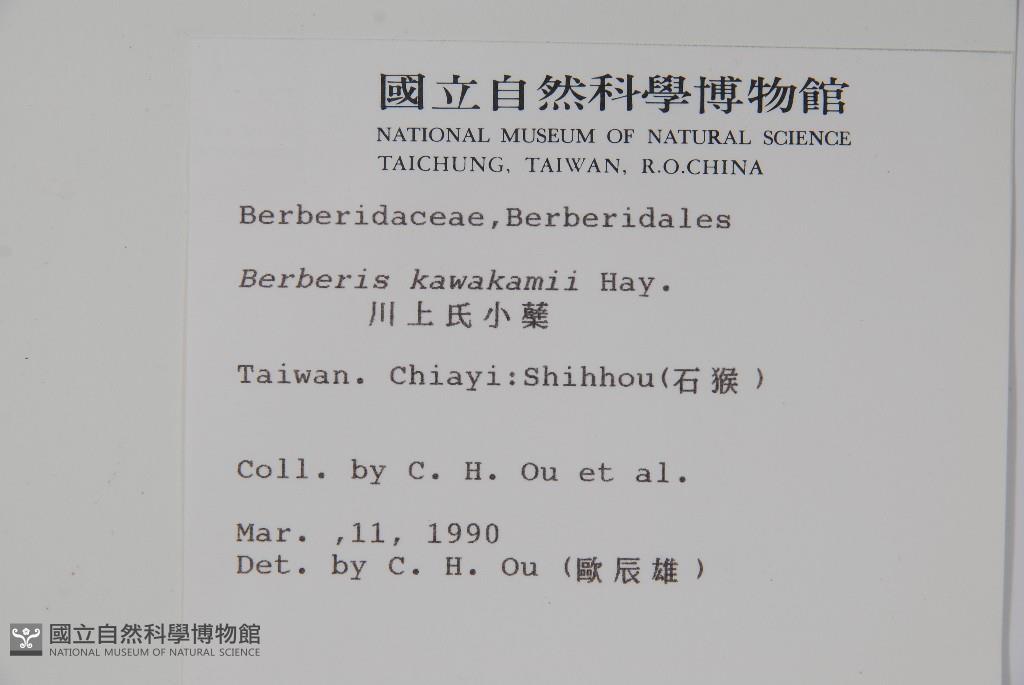 國立自然科學博物館
NATIONAL MUSEUM OF NATURAL SCIENCE
TAICHUNG, TAIWAN, R.O.CHINA
Berberidaceae,Berberidales
Berberis kawakamii Hay.
川上氏小蘗
Taiwan. Chiayi:Shihhou(石猴)
Coll. by C. H. Ou et al.
Mar. ,11, 1990
Det. by C. H. Ou (歐辰雄)
國立自然科學博物館
NATIONAL MUSEUM OF NATURAL SCIENCE